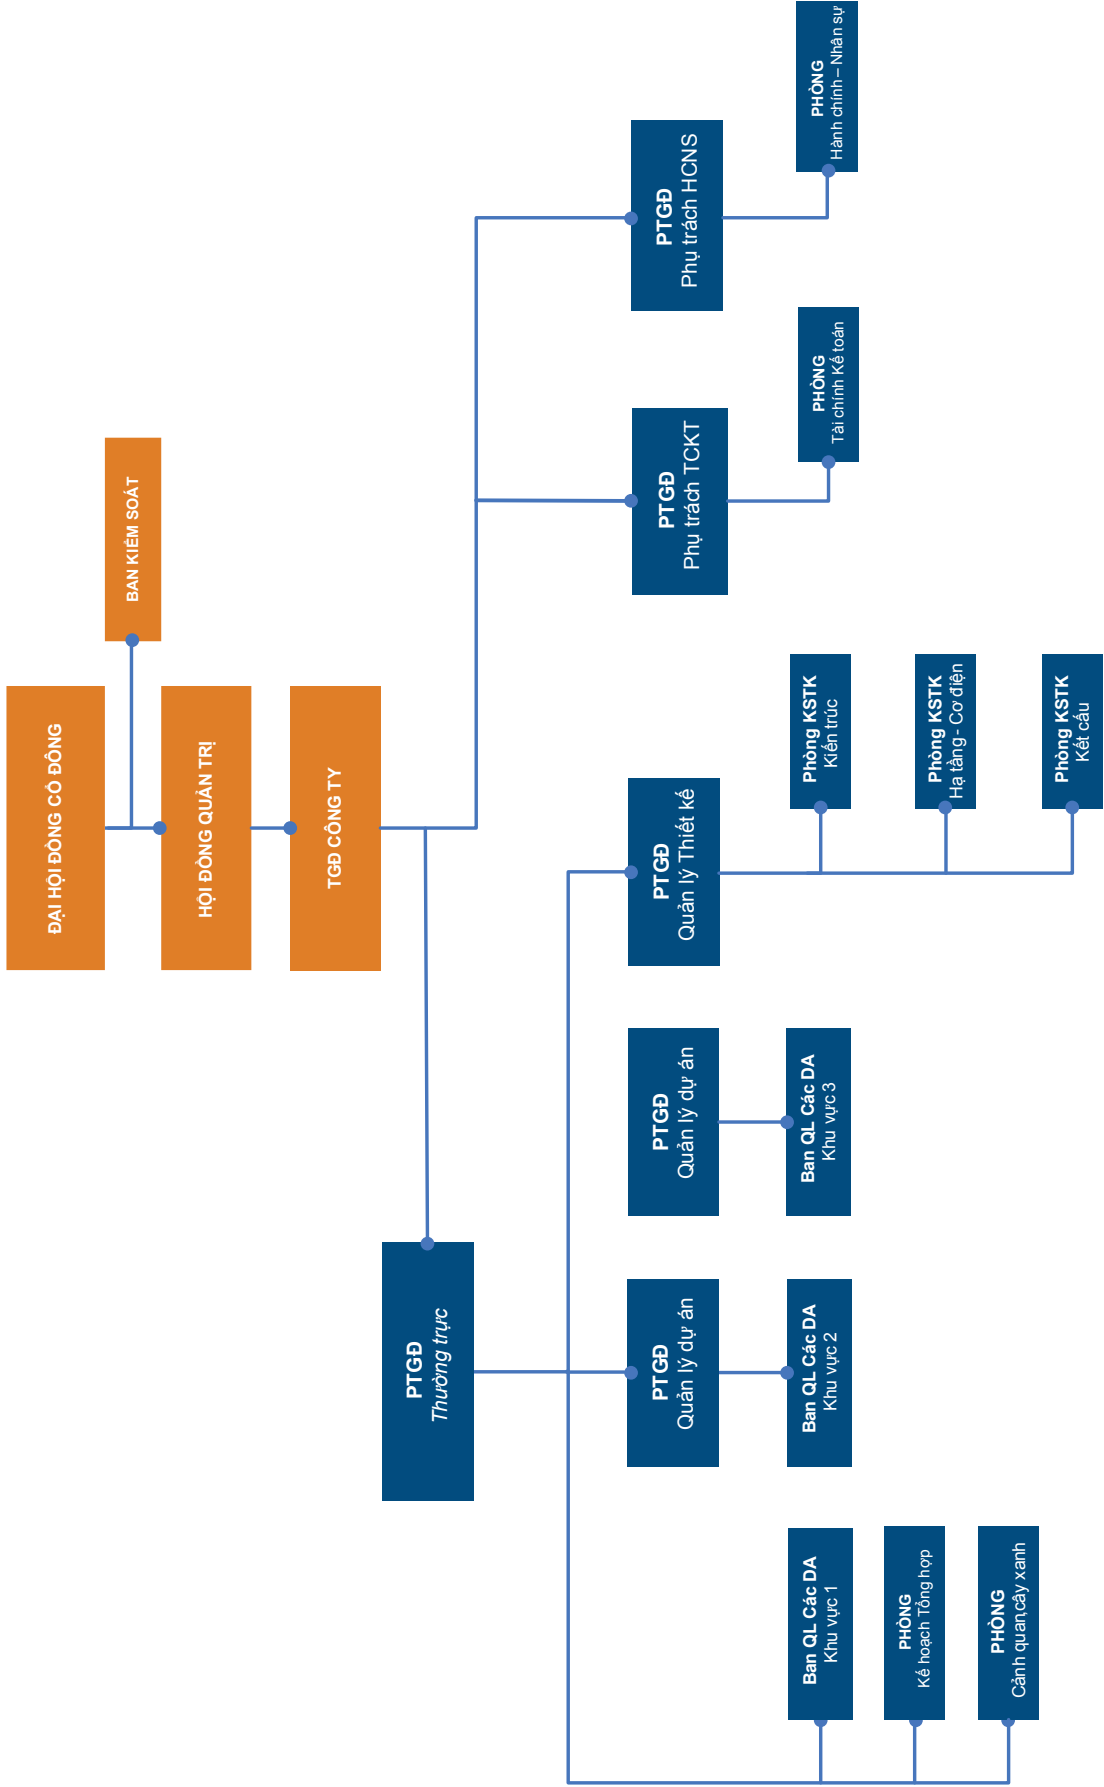 ĐẠI HỘI ĐỒNG CỔ ĐÔNG
BAN KIỂM SOÁT
HỘI ĐỒNG QUẢN TRỊ
TGĐ CÔNG TY
PTGĐ
Thường trực
PTGĐ
Quản lý dự án
PTGĐ
Quản lý dự án
PTGĐ
Quản lý Thiết kế
PTGĐ
Phụ trách TCKT
PTGĐ
Phụ trách HCNS
Ban QL Các DA
Khu vực 1
Ban QL Các DA
Khu vực 2
Ban QL Các DA
Khu vực 3
Phòng KSTK
Kiến trúc
PHÒNG
Tài chính Kế toán
PHÒNG
Hành chính – Nhân sự
PHÒNG
Kế hoạch Tổng hợp
Phòng KSTK
Hạ tầng - Cơ điện
PHÒNG
Cảnh quan,cây xanh
Phòng KSTK
Kết cấu